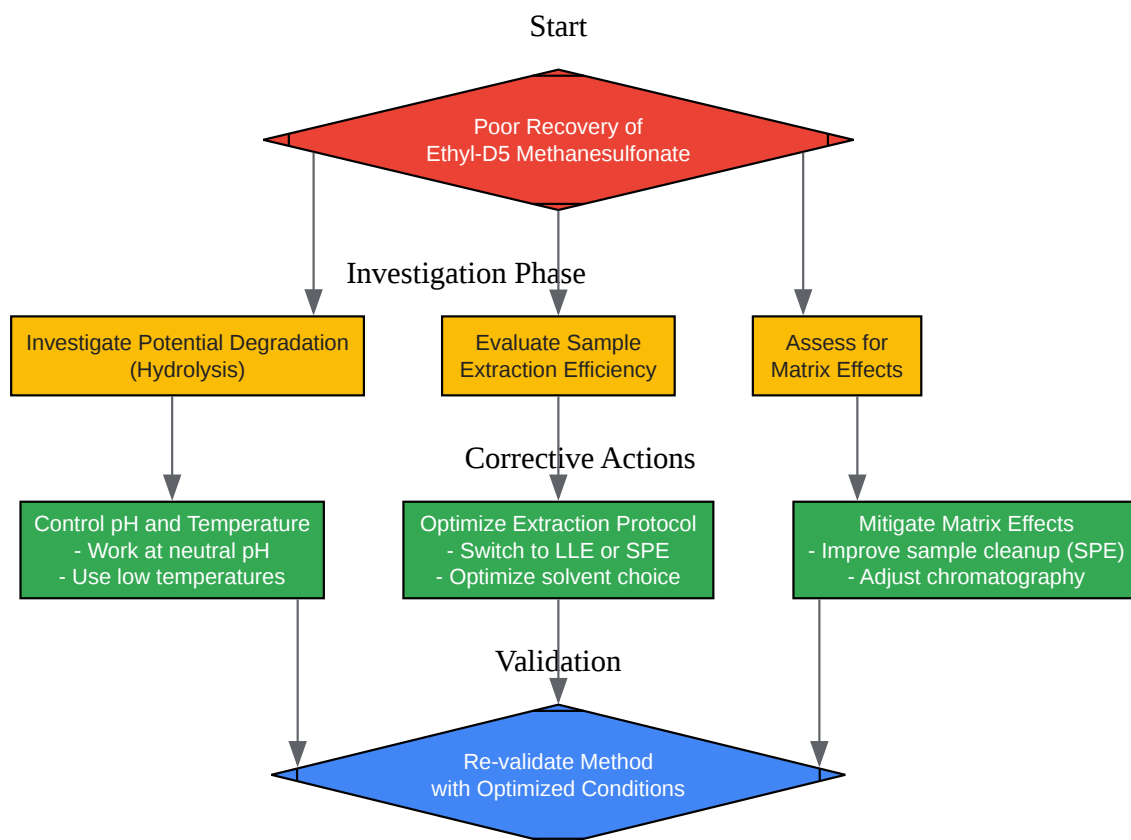 Start
Poor Recovery of
Ethyl-D5 Methanesulfonate
Investigation Phase
Investigate Potential Degradation
(Hydrolysis)
Evaluate Sample
Extraction Efficiency
Assess for
Matrix Effects
Corrective Actions
Control pH and Temperature
- Work at neutral pH
- Use low temperatures
Optimize Extraction Protocol
- Switch to LLE or SPE
- Optimize solvent choice
Mitigate Matrix Effects
- Improve sample cleanup (SPE)
- Adjust chromatography
Validation
Re-validate Method
with Optimized Conditions